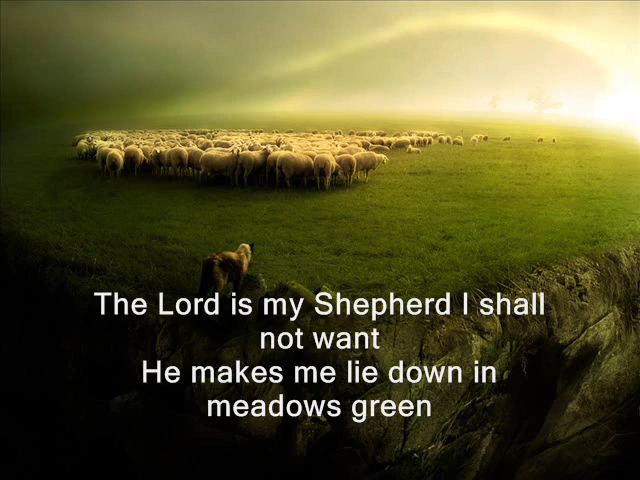 The Lord is my Shepherd I shall
not want
He makes me lie down in
meadows green